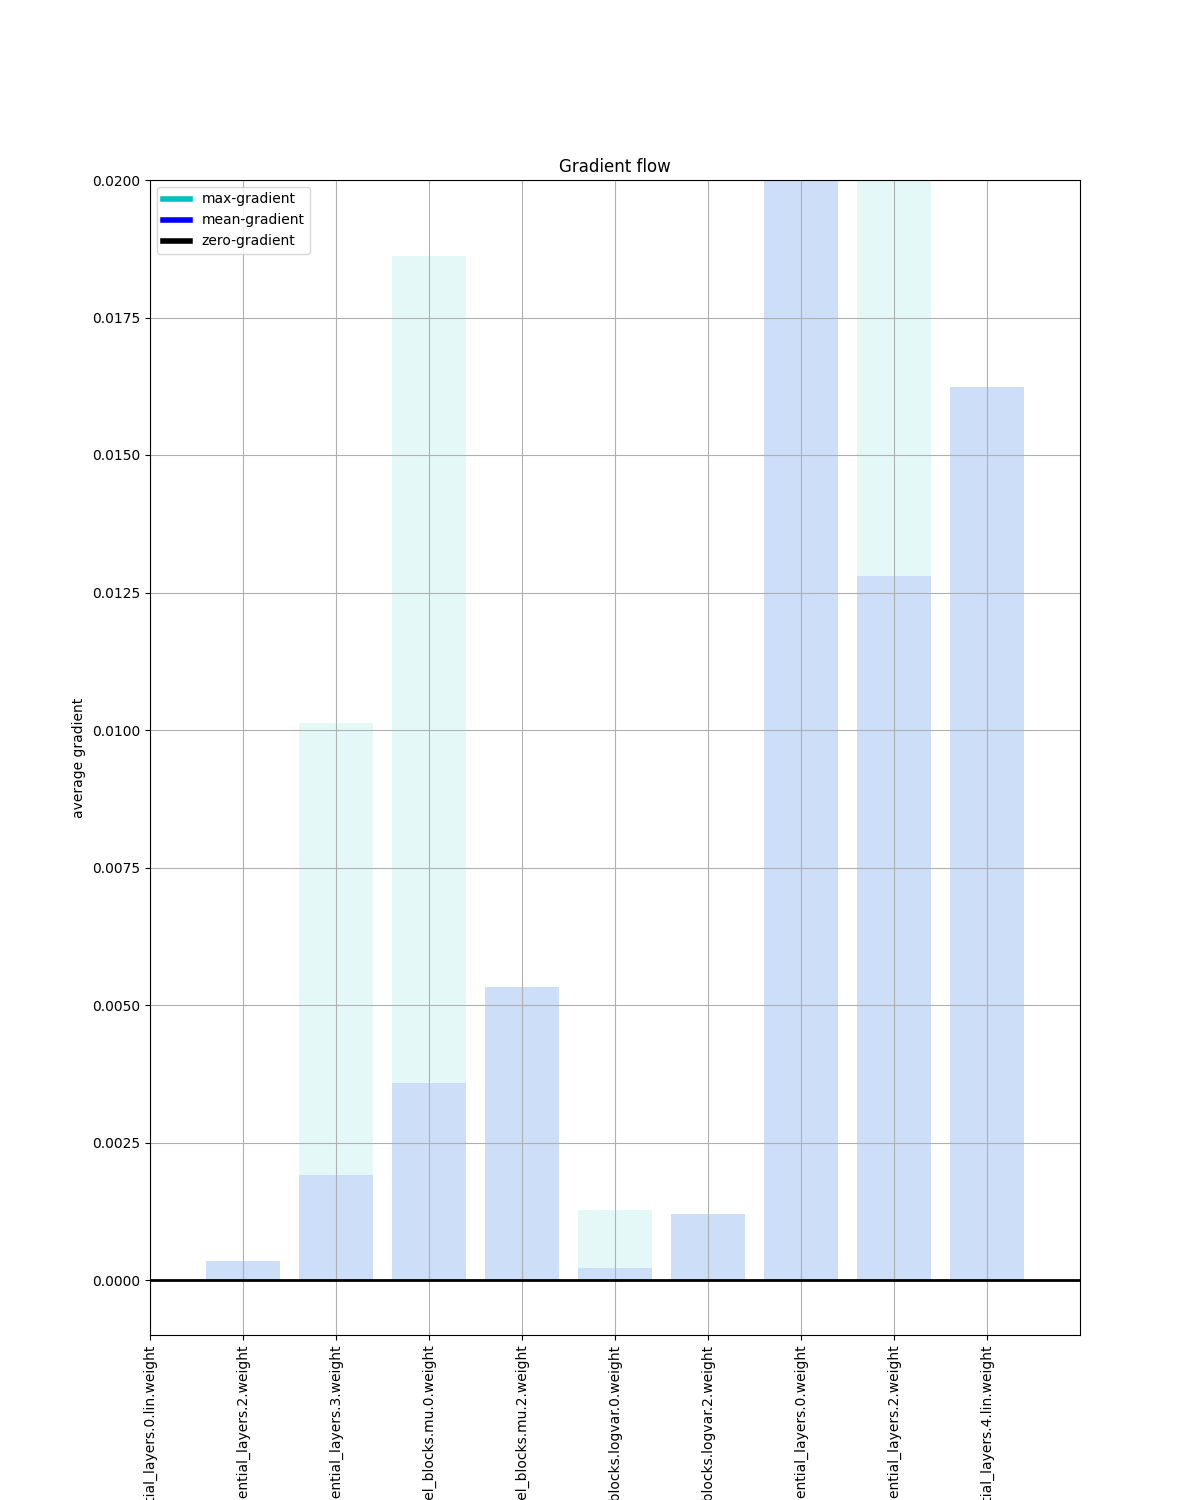 Gradient flow
max-gradient
mean-gradient
zero-gradient
0.0200
0.0175
0.0150
0.0125
0.0100
0.0075
0.0050
0.0025
0.0000
average gradient
tial_layers.0.lin.weight
ential_layers.2.weight
ential_layers.3.weight
el_blocks.mu.0.weight
el_blocks.mu.2.weight
blocks.logvar.0.weight
blocks.logvar.2.weight
ential_layers.0.weight
ential_layers.2.weight
tial_layers.4.lin.weight